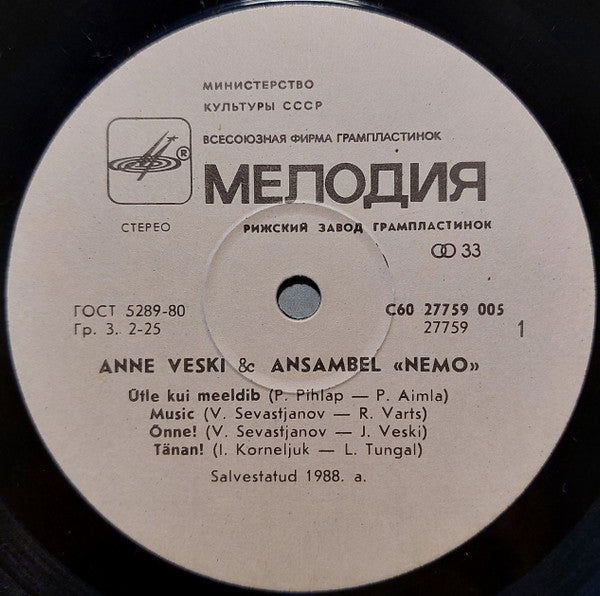 МИНИСТЕРСТВО
КУЛЬТУРЫ СССР
ВСЕСОЮЗНАЯ ФИРМА ГРАМПЛАСТИНОК
®
МЕЛОДИЯ
СТЕРЕО
РИЖСКИЙ ЗАВОД ГРАМПЛАСТИНОК
33
ГОСТ 5289-80
С60 27759 005
Гр. 3. 2-25
27759
1
ANNE VESKI & ANSAMBEL «NEMO»
Ütle kui meeldib (P. Pihlap — P. Aimla)
Music (V. Sevastjanov — R. Varts)
Õnne! (V. Sevastjanov — J. Veski)
Tänan! (I. Korneljuk — L. Tungal)
Salvestatud 1988. a.